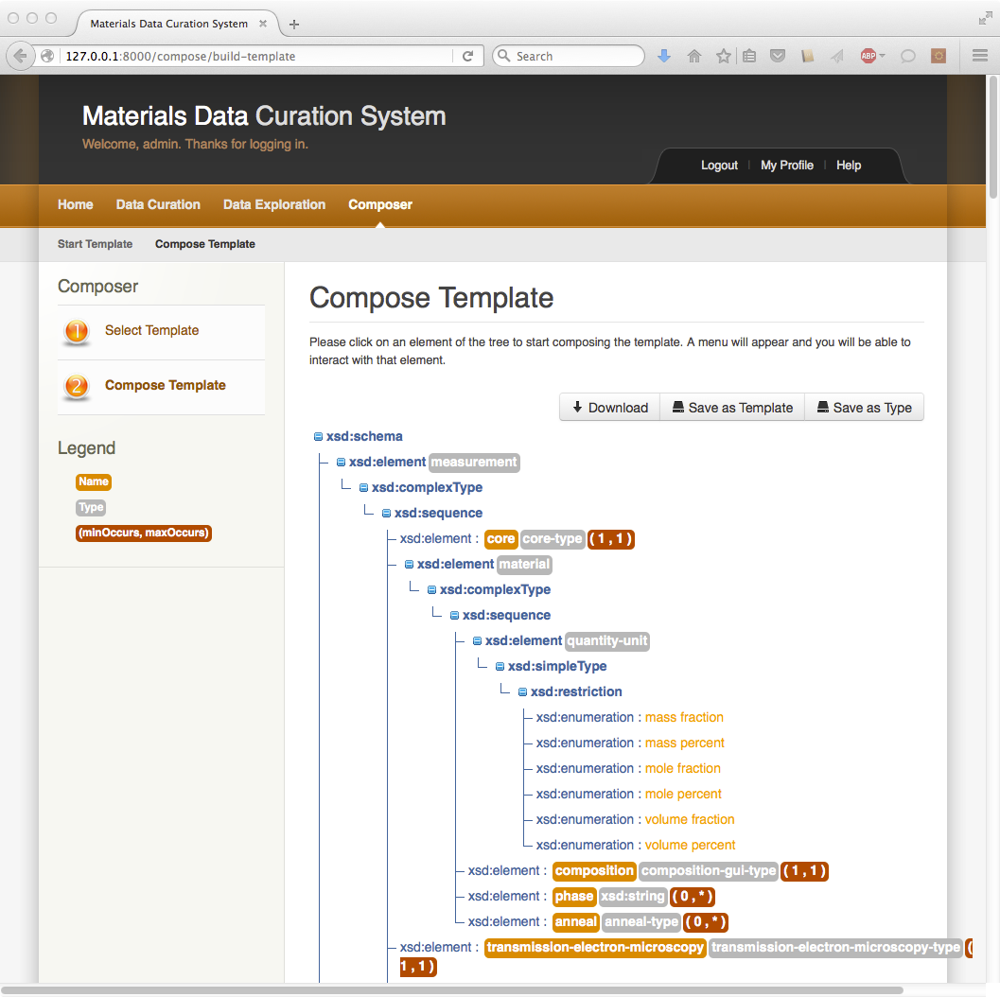 Materials Data Curation System
127.0.0.1:8000/compose/build-template
Search
ABP
Materials Data Curation System
Welcome, admin. Thanks for logging in.
Logout | My Profile | Help
Home Data Curation Data Exploration Composer
Start Template Compose Template
Composer
1 Select Template
2 Compose Template
Legend
Name
Type
(minOccurs, maxOccurs)
Compose Template
Please click on an element of the tree to start composing the template. A menu will appear and you will be able to
interact with that element.
Download Save as Template Save as Type
xsd:schema
xsd:element measurement
xsd:complexType
xsd:sequence
xsd:element : core core-type ( 1 , 1 )
xsd:element material
xsd:complexType
xsd:sequence
xsd:element quantity-unit
xsd:simpleType
xsd:restriction
xsd:enumeration : mass fraction
xsd:enumeration : mass percent
xsd:enumeration : mole fraction
xsd:enumeration : mole percent
xsd:enumeration : volume fraction
xsd:enumeration : volume percent
xsd:element : composition composition-gui-type ( 1 , 1 )
xsd:element : phase xsd:string ( 0 , * )
xsd:element : anneal anneal-type ( 0 , * )
xsd:element : transmission-electron-microscopy transmission-electron-microscopy-type (
1 , 1 )